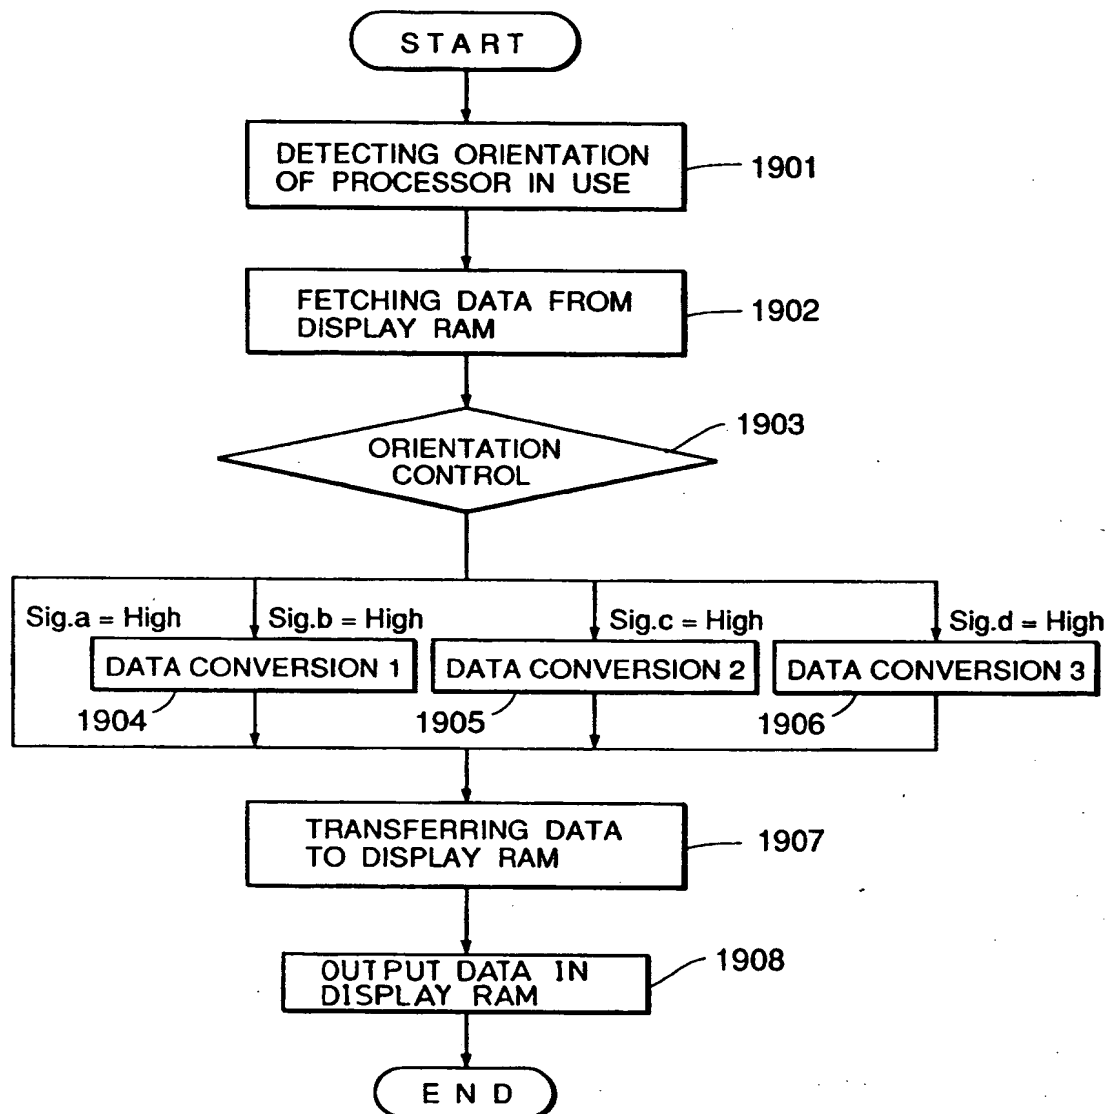 START
DETECTING ORIENTATION
OF PROCESSOR IN USE
1901
FETCHING DATA FROM
DISPLAY RAM
1902
ORIENTATION
CONTROL
1903
Sig.a = High
Sig.b = High
Sig.c = High
Sig.d = High
DATA CONVERSION 1
DATA CONVERSION 2
DATA CONVERSION 3
1904
1905
1906
TRANSFERRING DATA
TO DISPLAY RAM
1907
OUTPUT DATA IN
DISPLAY RAM
1908
END